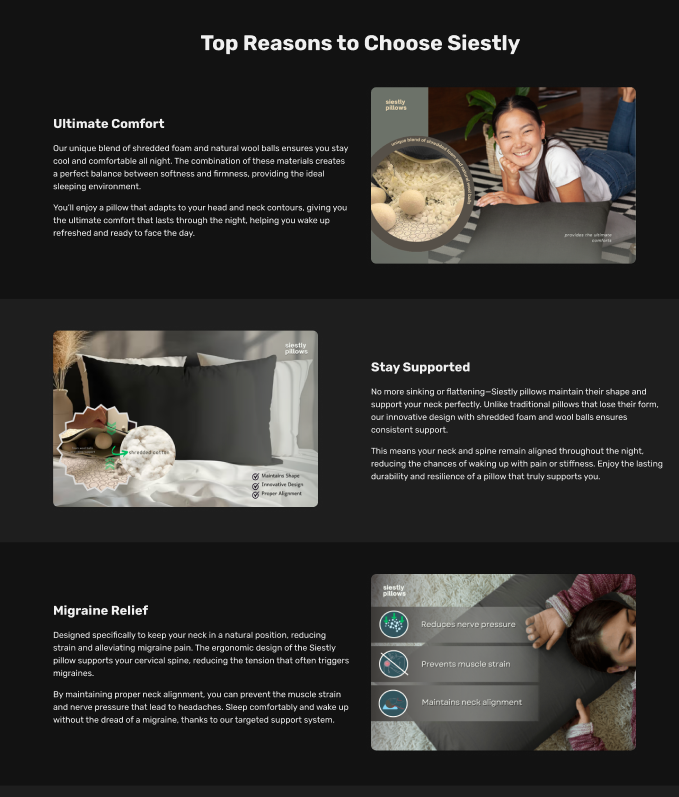 Top Reasons to Choose Siestly
Ultimate Comfort
Our unique blend of shredded foam and natural wool balls ensures you stay
cool and comfortable all night. The combination of these materials creates
a perfect balance between softness and firmness, providing the ideal
sleeping environment.
You'll enjoy a pillow that adapts to your head and neck contours, giving you
the ultimate comfort that lasts through the night, helping you wake up
refreshed and ready to face the day.
siestly
pillows
unique blend of shredded foam and natural wool balls
provides the ultimate
comforts
siestly
pillows
shredded cotton
Maintains Shape
Innovative Design
Proper Alignment
Stay Supported
No more sinking or flattening—Siestly pillows maintain their shape and
support your neck perfectly. Unlike traditional pillows that lose their form,
our innovative design with shredded foam and wool balls ensures
consistent support.
This means your neck and spine remain aligned throughout the night,
reducing the chances of waking up with pain or stiffness. Enjoy the lasting
durability and resilience of a pillow that truly supports you.
Migraine Relief
Designed specifically to keep your neck in a natural position, reducing
strain and alleviating migraine pain. The ergonomic design of the Siestly
pillow supports your cervical spine, reducing the tension that often triggers
migraines.
By maintaining proper neck alignment, you can prevent the muscle strain
and nerve pressure that lead to headaches. Sleep comfortably and wake up
without the dread of a migraine, thanks to our targeted support system.
siestly
pillows
Reduces nerve pressure
Prevents muscle strain
Maintains neck alignment